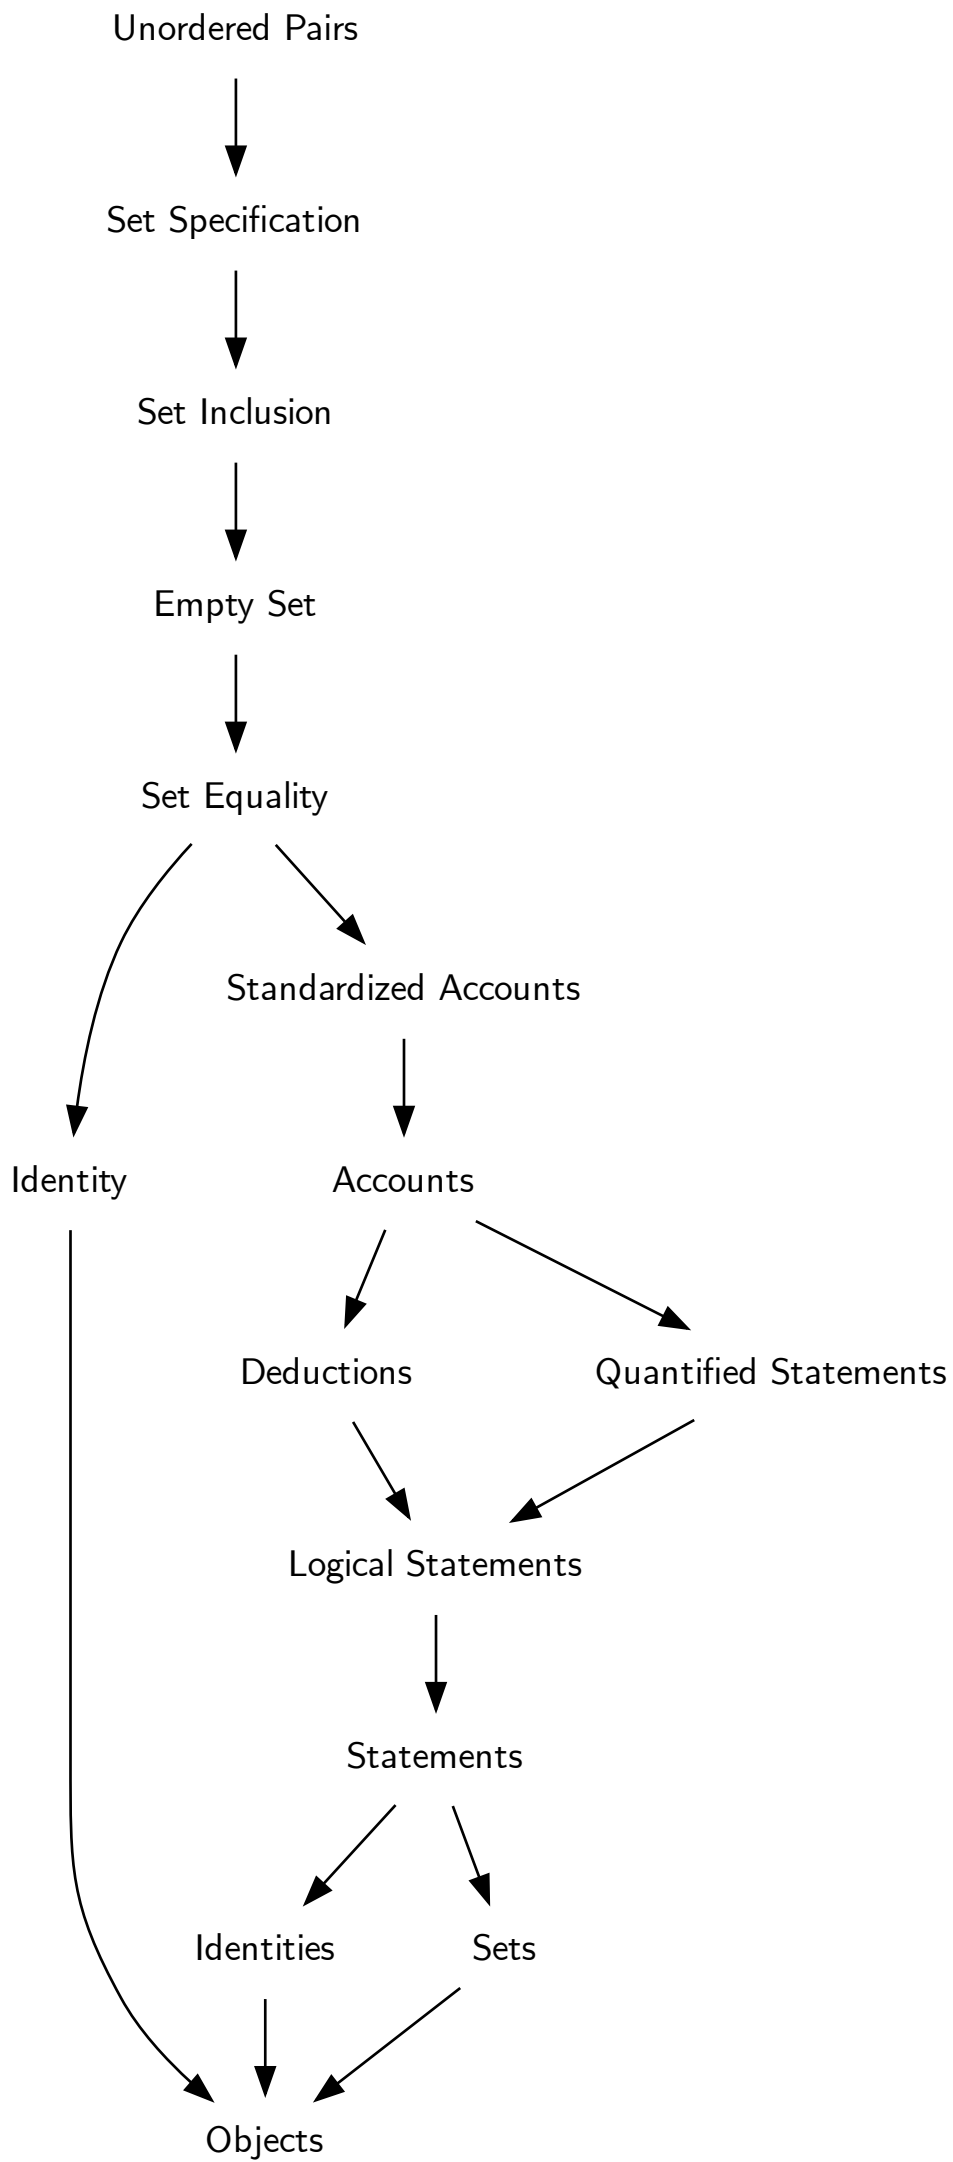 Unordered Pairs
Set Specification
Set Inclusion
Empty Set
Set Equality
Standardized Accounts
Identity
Accounts
Deductions
Quantified Statements
Logical Statements
Statements
Identities
Sets
Objects